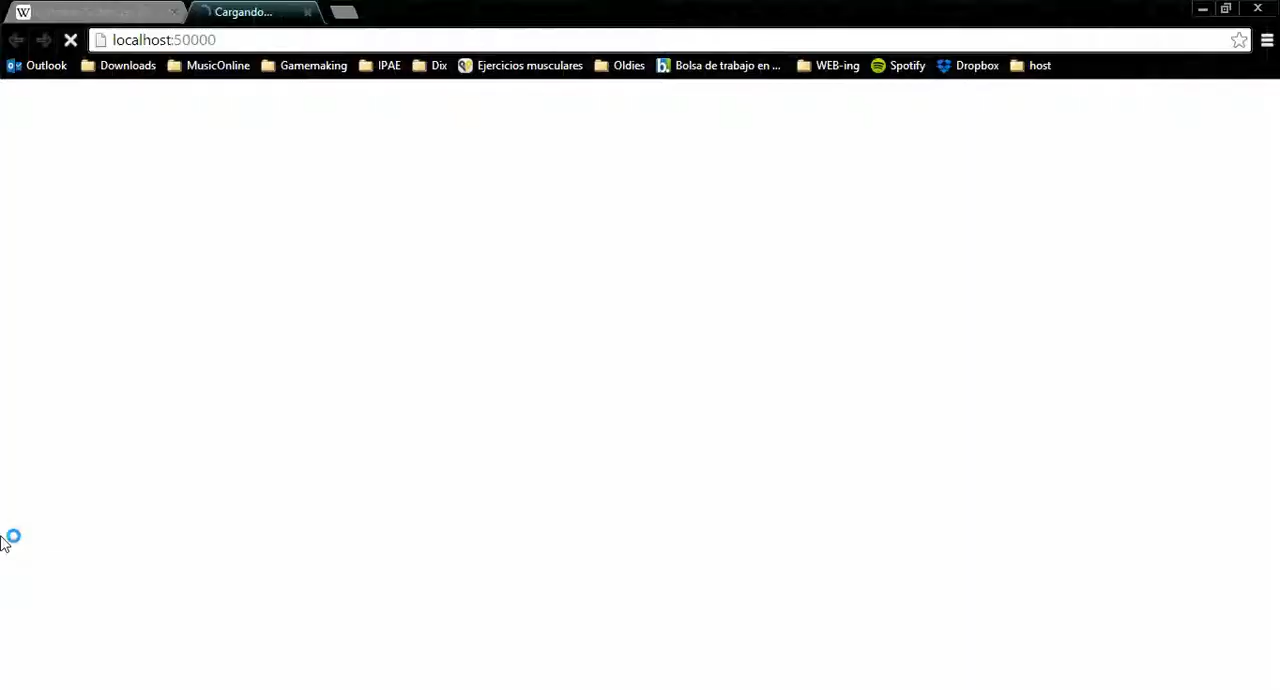 W Cargando...
localhost:50000
Outlook Downloads MusicOnline Gamemaking IPAE Dix Ejercicios musculares Oldies b. Bolsa de trabajo en ... WEB-ing Spotify Dropbox host